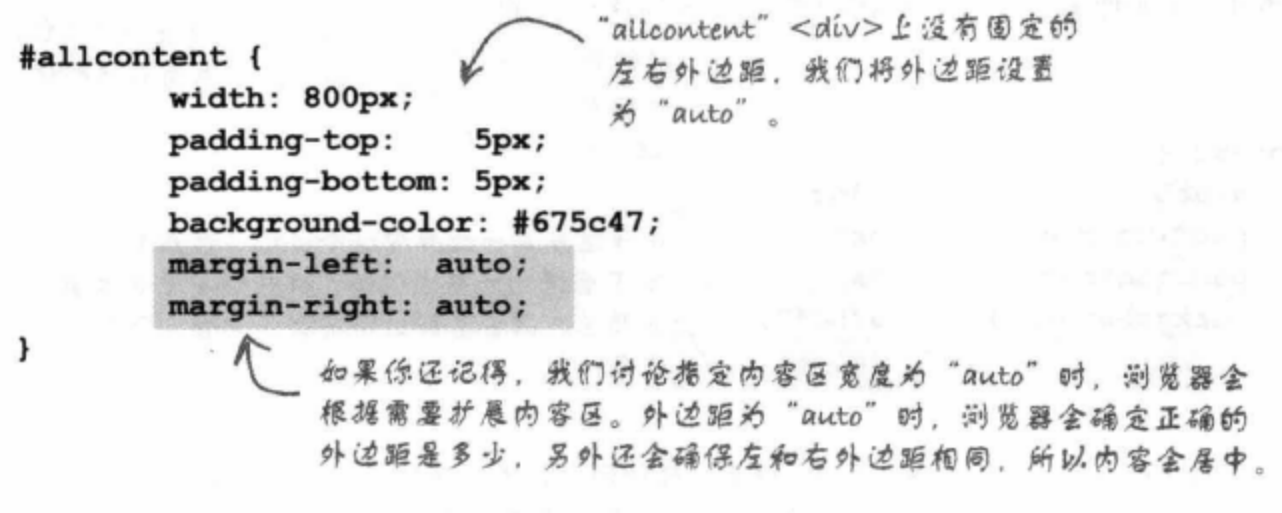 "allcontent" <div>上没有固定的
左右外边距，我们将外边距设置
为"auto"。
#allcontent {
width: 800px;
padding-top: 5px;
padding-bottom: 5px;
background-color: #675c47;
margin-left: auto;
margin-right: auto;
}
如果你还记得，我们讨论指定内容区宽度为"auto"时，浏览器会
根据需要扩展内容区。外边距为"auto"时，浏览器会确定正确的
外边距是多少，另外还会确保左和右外边距相同，所以内容会居中。